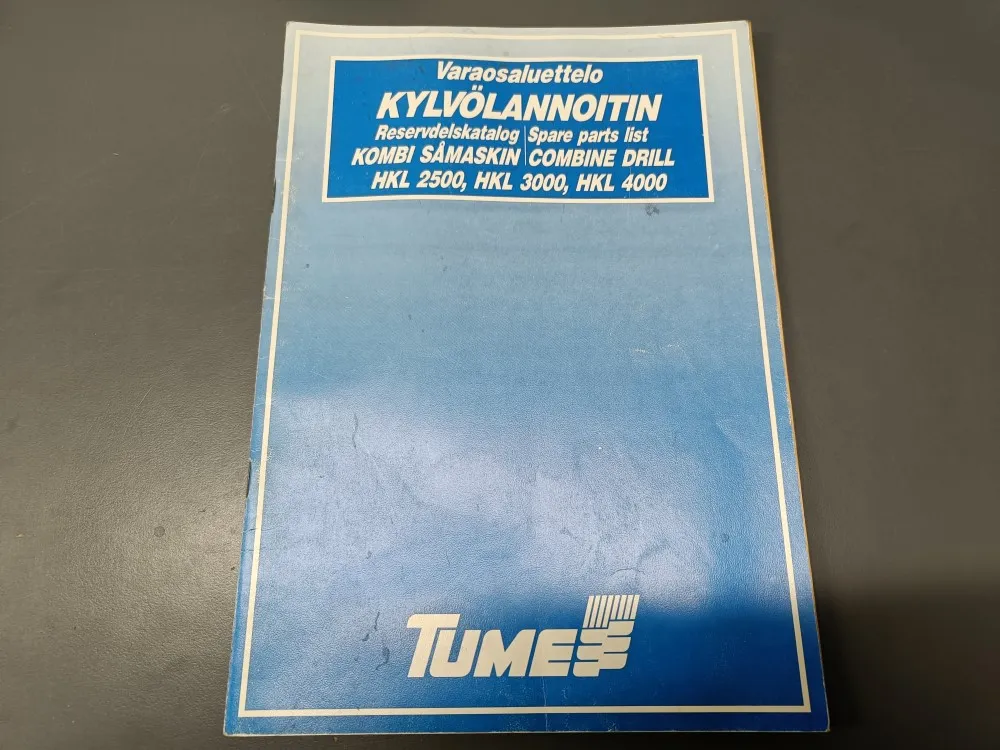 Varaosaluettelo
KYLVÖLANNOITIN
Reservdelskatalog | Spare parts list
KOMBI SÅMASKIN | COMBINE DRILL
HKL 2500, HKL 3000, HKL 4000
TUME